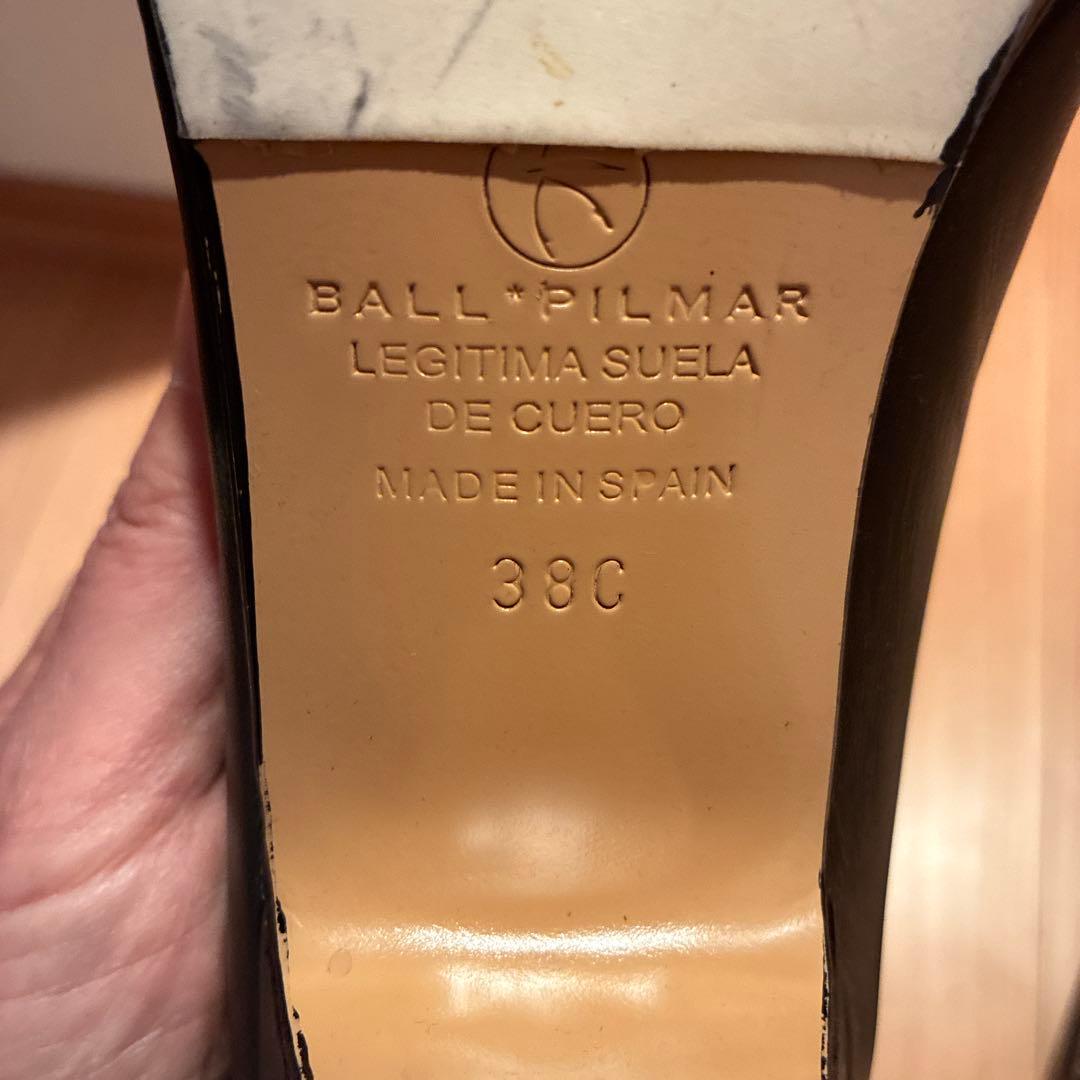 BALL*PILMAR
LEGITIMA SUELA
DE CUERO
MADE IN SPAIN
38C